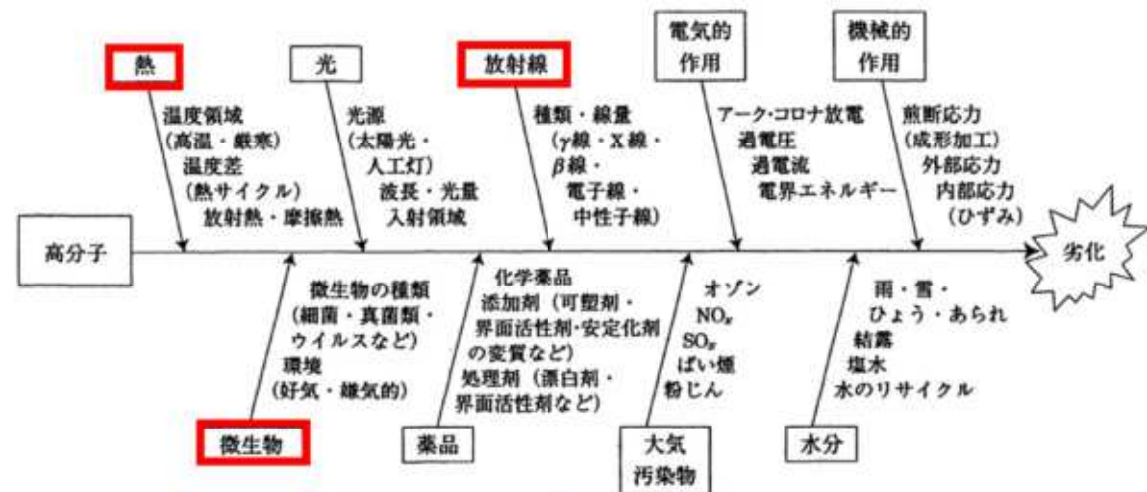 熱
光
放射線
電気的
作用
機械的
作用
温度領域
(高温・厳寒)
温度差
(熱サイクル)
放射熱・摩擦熱
光源
(太陽光・
人工灯)
波長・光量
入射領域
種類・線量
(γ線・X線・
β線・
電子線・
中性子線)
アーク・コロナ放電
過電圧
過電流
電界エネルギー
煎断応力
(成形加工)
外部応力
内部応力
(ひずみ)
高分子
劣化
微生物の種類
(細菌・真菌類・
ウイルスなど)
環境
(好気・嫌気的)
化学薬品
添加剤(可塑剤・
界面活性剤・安定化剤
の変質など)
処理剤(漂白剤・
界面活性剤など)
オゾン
NOx
SOx
ばい煙
粉じん
雨・雪・
ひょう・あられ
結露
塩水
水のリサイクル
微生物
薬品
大気
汚染物
水分